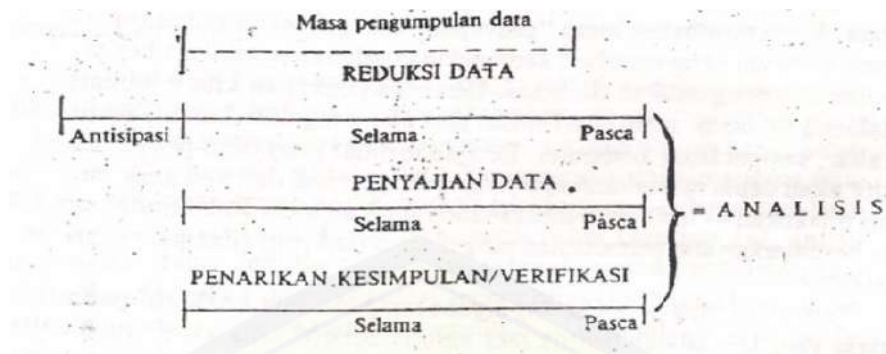 Masa pengumpulan data
REDUKSI DATA
Antisipasi Selama Pasca
PENYAJIAN DATA
Selama Pasca
= ANALISIS
PENARIKAN KESIMPULAN/VERIFIKASI
Selama Pasca